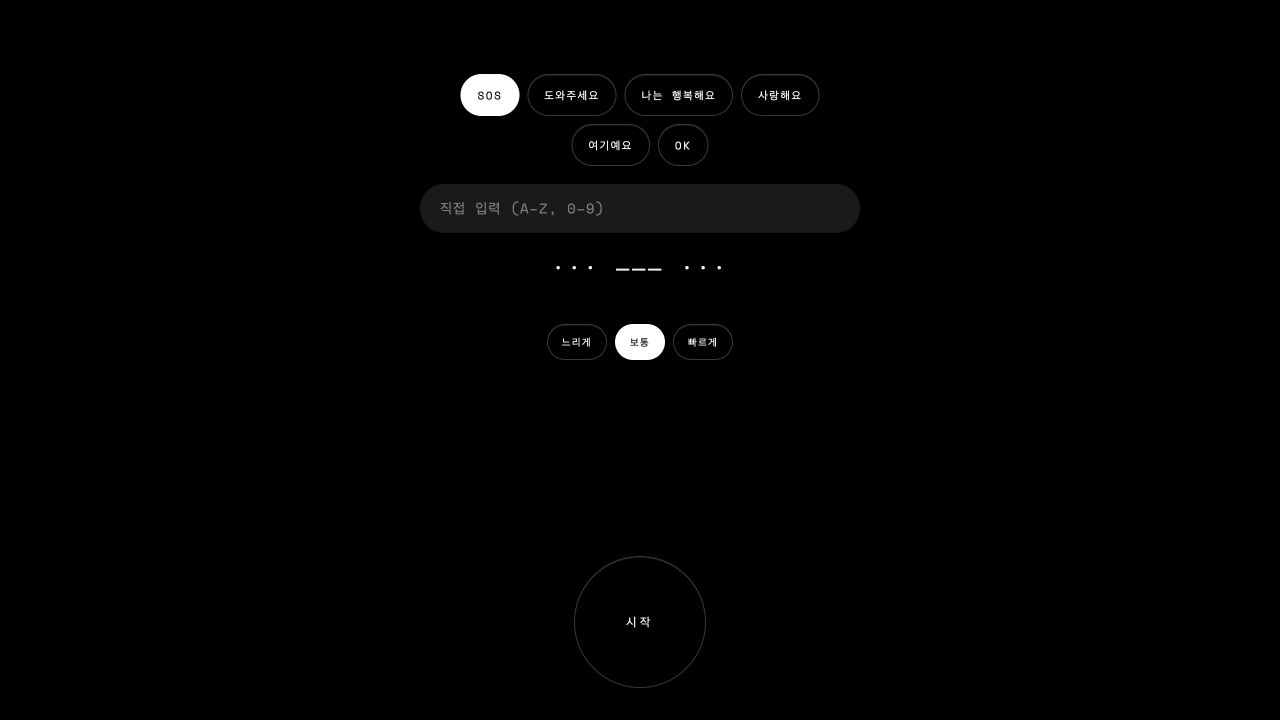 SOS 도와주세요 나는 행복해요 사랑해요
여기예요 OK
직접 입력 (A-Z, 0-9)
··· ——— ···
느리게 보통 빠르게
시작